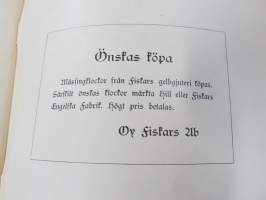 Önskas köpa
Mässingklockor från Fiskars gelbgjuteri köpas.
Särskilt önskas klockor märkta Hill eller Fiskars
Engelska Fabrik. Högt pris betalas.
Oy Fiskars Ab